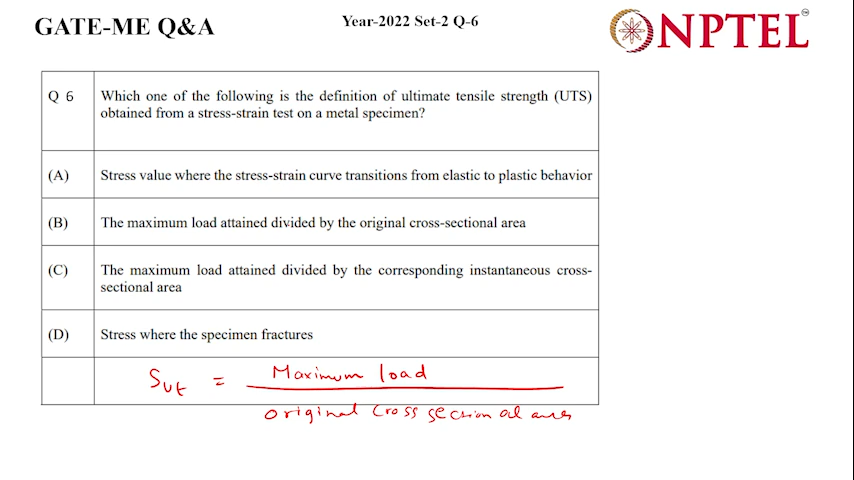 GATE-ME Q&A
Year-2022 Set-2 Q-6
NPTEL
TM
Q 6
Which one of the following is the definition of ultimate tensile strength (UTS)
obtained from a stress-strain test on a metal specimen?
(A)
Stress value where the stress-strain curve transitions from elastic to plastic behavior
(B)
The maximum load attained divided by the original cross-sectional area
(C)
The maximum load attained divided by the corresponding instantaneous cross-
sectional area
(D)
Stress where the specimen fractures
Sut = Maximum load
original cross sectional area